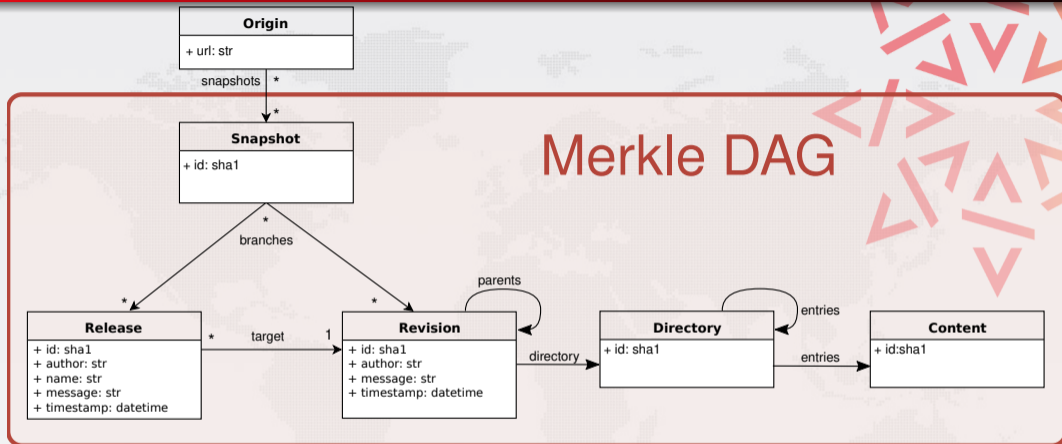 Origin
+ url: str
snapshots *
*
Snapshot
+ id: sha1
Merkle DAG
*
branches
* *
parents
Release
+ id: sha1
+ author: str
+ name: str
+ message: str
+ timestamp: datetime
* target 1
Revision
+ id: sha1
+ author: str
+ message: str
+ timestamp: datetime
directory
Directory
+ id: sha1
entries
entries
Content
+ id:sha1